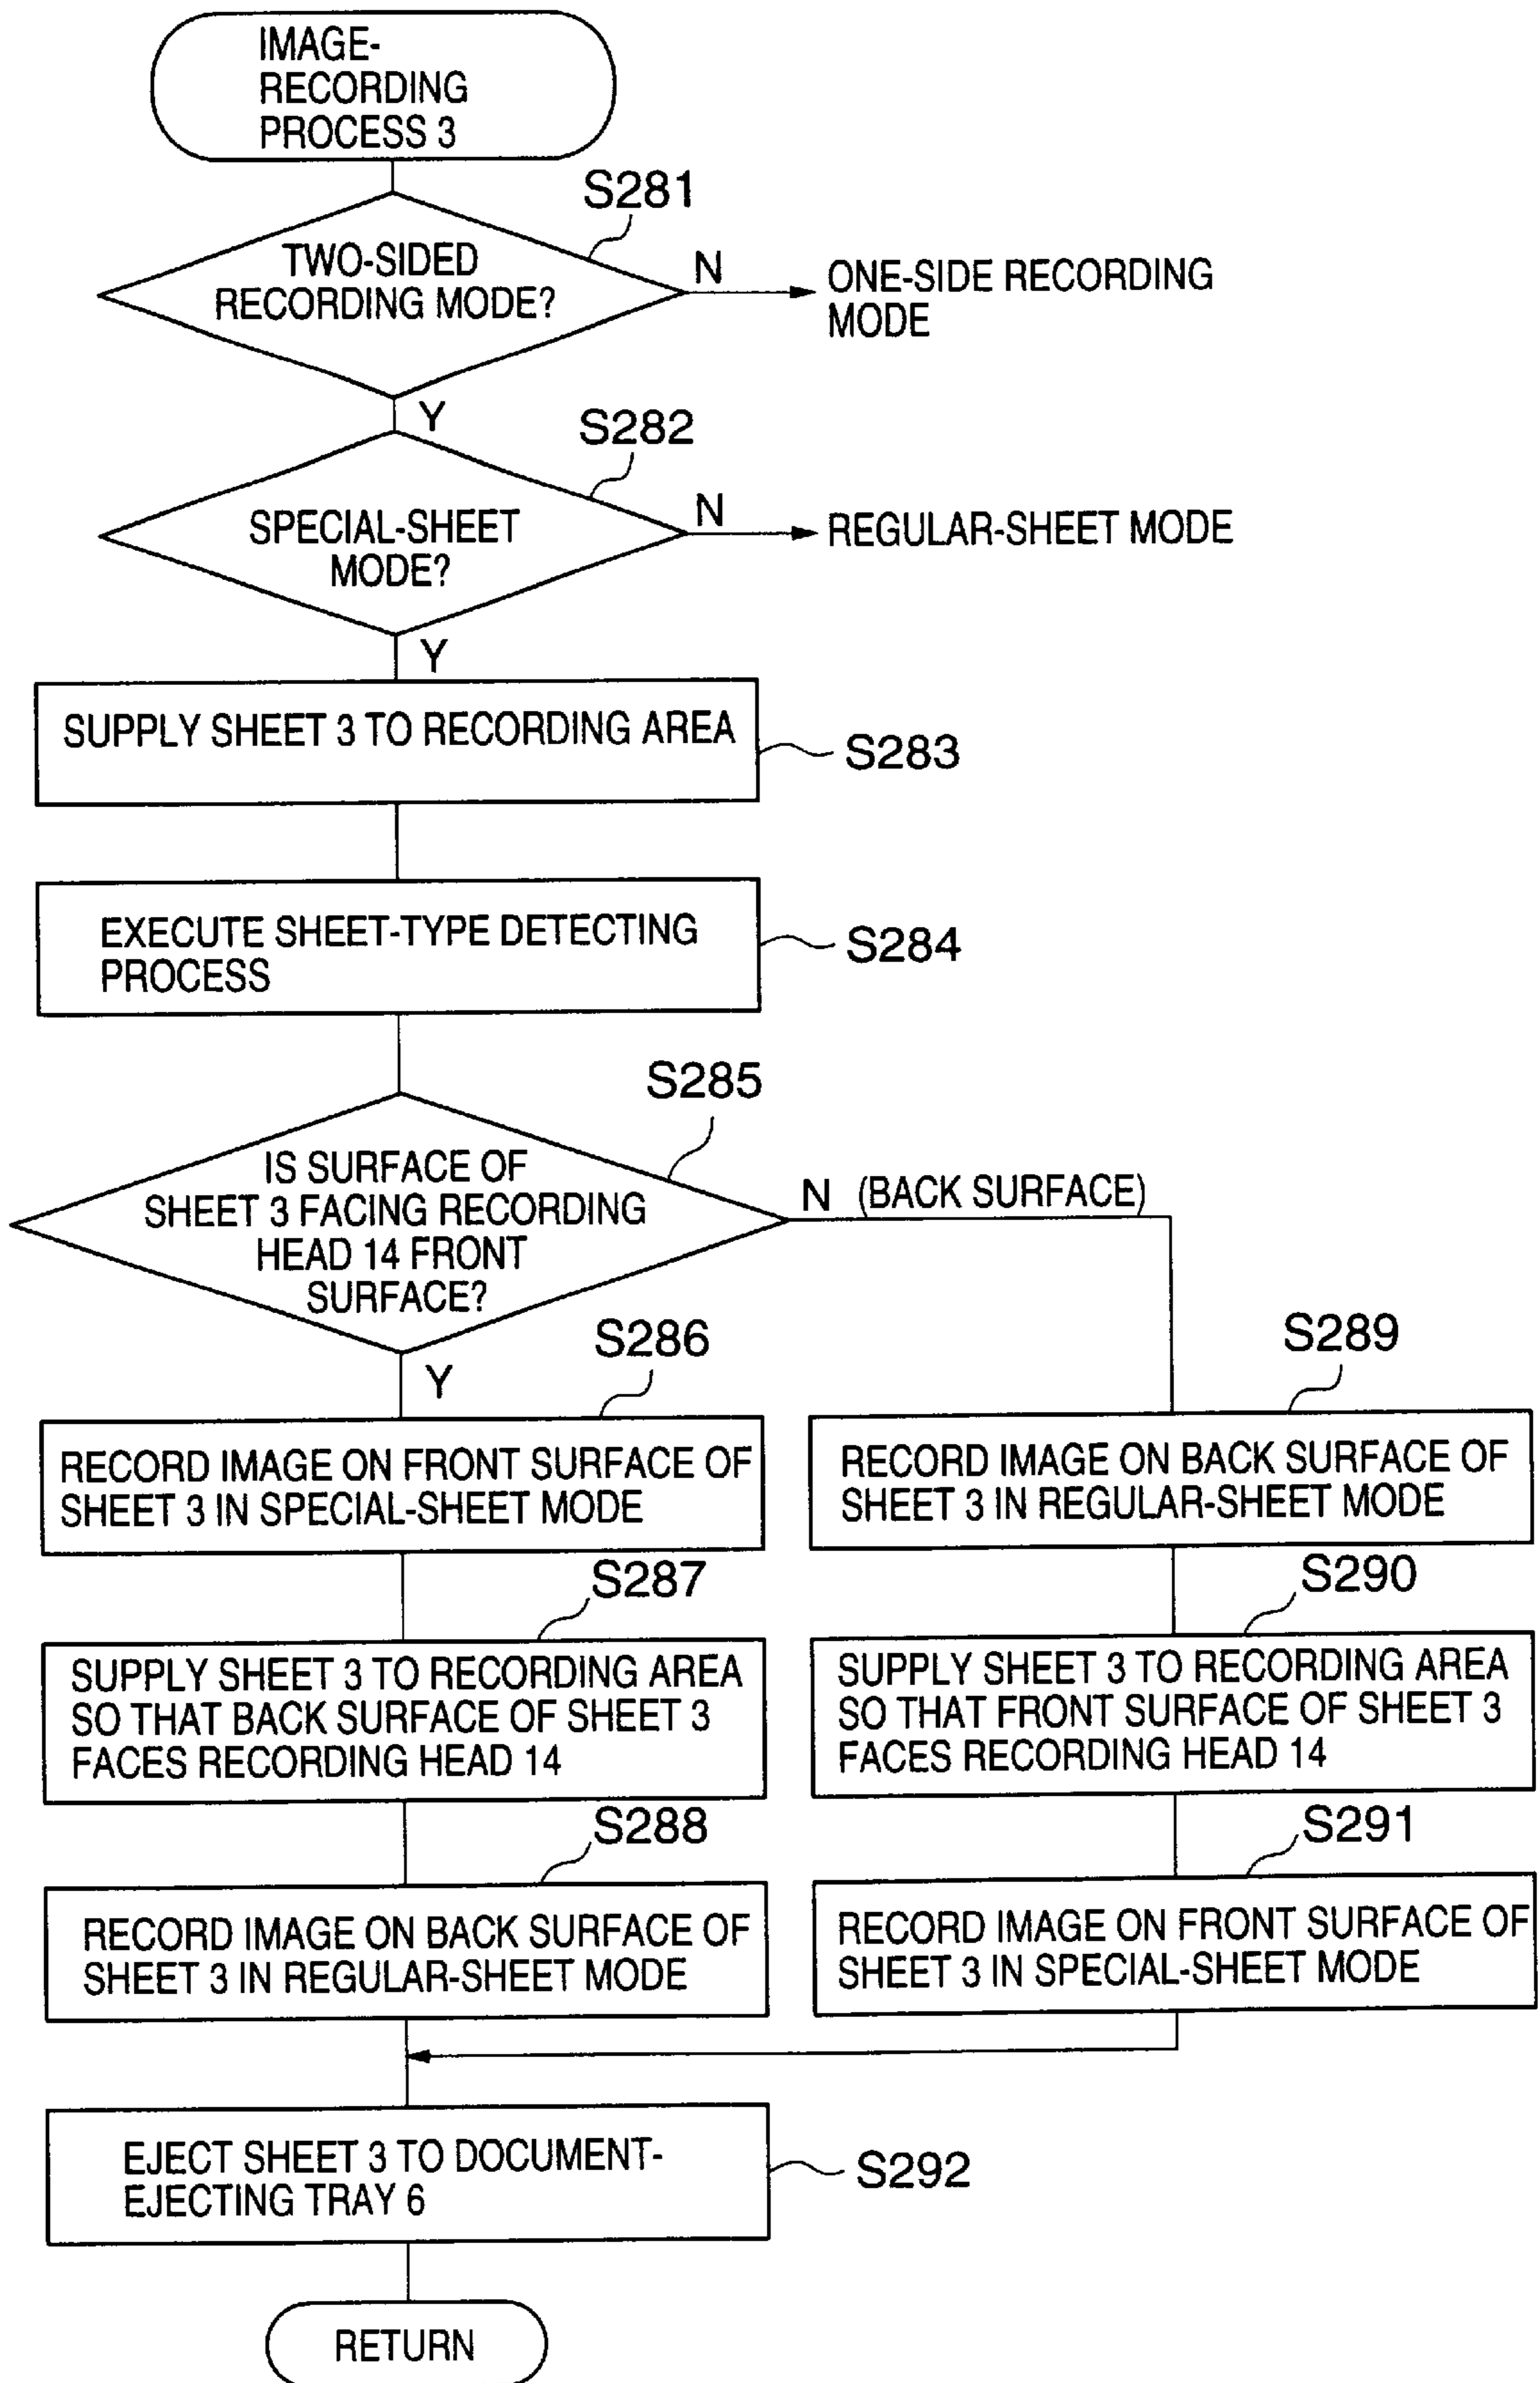 IMAGE-
RECORDING
PROCESS 3
S281
TWO-SIDED
RECORDING MODE?
N
ONE-SIDE RECORDING
MODE
Y
S282
SPECIAL-SHEET
MODE?
N
REGULAR-SHEET MODE
Y
SUPPLY SHEET 3 TO RECORDING AREA
S283
EXECUTE SHEET-TYPE DETECTING
PROCESS
S284
S285
IS SURFACE OF
SHEET 3 FACING RECORDING
HEAD 14 FRONT
SURFACE?
N (BACK SURFACE)
Y
S286
RECORD IMAGE ON FRONT SURFACE OF
SHEET 3 IN SPECIAL-SHEET MODE
S287
SUPPLY SHEET 3 TO RECORDING AREA
SO THAT BACK SURFACE OF SHEET 3
FACES RECORDING HEAD 14
S288
RECORD IMAGE ON BACK SURFACE OF
SHEET 3 IN REGULAR-SHEET MODE
S289
RECORD IMAGE ON BACK SURFACE OF
SHEET 3 IN REGULAR-SHEET MODE
S290
SUPPLY SHEET 3 TO RECORDING AREA
SO THAT FRONT SURFACE OF SHEET 3
FACES RECORDING HEAD 14
S291
RECORD IMAGE ON FRONT SURFACE OF
SHEET 3 IN SPECIAL-SHEET MODE
EJECT SHEET 3 TO DOCUMENT-
EJECTING TRAY 6
S292
RETURN